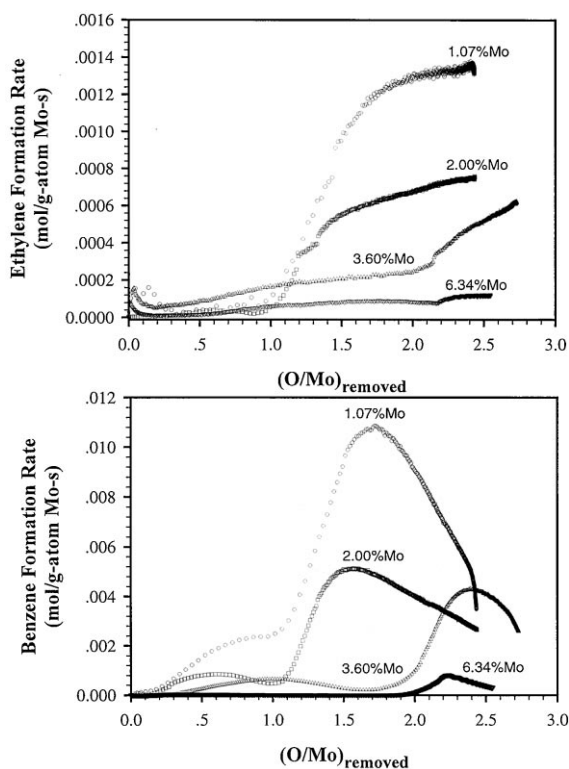 Ethylene Formation Rate
(mol/g-atom Mo-s)
.0016
.0014
.0012
.0010
.0008
.0006
.0004
.0002
0.0000
1.07%Mo
2.00%Mo
3.60%Mo
6.34%Mo
0.0 .5 1.0 1.5 2.0 2.5 3.0
(O/Mo)removed
Benzene Formation Rate
(mol/g-atom Mo-s)
.012
.010
.008
.006
.004
.002
0.000
1.07%Mo
2.00%Mo
3.60%Mo
6.34%Mo
0.0 .5 1.0 1.5 2.0 2.5 3.0
(O/Mo)removed